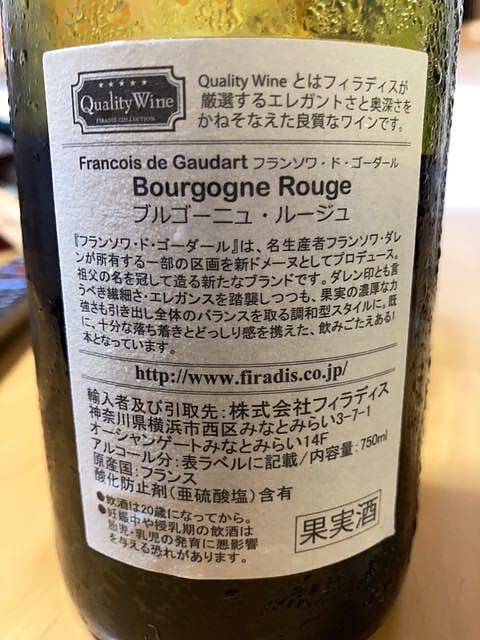 Quality Wine
FIRADIS COLLECTION
Quality Wine とはフィラディスが
厳選するエレガントさと奥深さを
かねそなえた良質なワインです。
Francois de Gaudart フランソワ・ド・ゴーダール
Bourgogne Rouge
ブルゴーニュ・ルージュ
『フランソワ・ド・ゴーダール』は、名生産者フランソワ・ダレ
ンが所有する一部の区画を新ドメーヌとしてプロデュース。
祖父の名を冠して造る新たなブランドです。ダレン印とも言
うべき繊細さ・エレガンスを踏襲しつつも、果実の濃厚な力
強さも引き出し全体のバランスを取る調和型スタイルに。既
に、十分な落ち着きとどっしり感を携えた、飲みごたえある1
本となっています。
http://www.firadis.co.jp/
輸入者及び引取先：株式会社フィラディス
神奈川県横浜市西区みなとみらい3-7-1
オーシャンゲートみなとみらい14F
アルコール分：表ラベルに記載/内容量：750ml
原産国：フランス
酸化防止剤(亜硫酸塩)含有
●飲酒は20歳になってから。
●妊娠中や授乳期の飲酒は
胎児・乳児の発育に悪影響
を与える恐れがあります。
果実酒